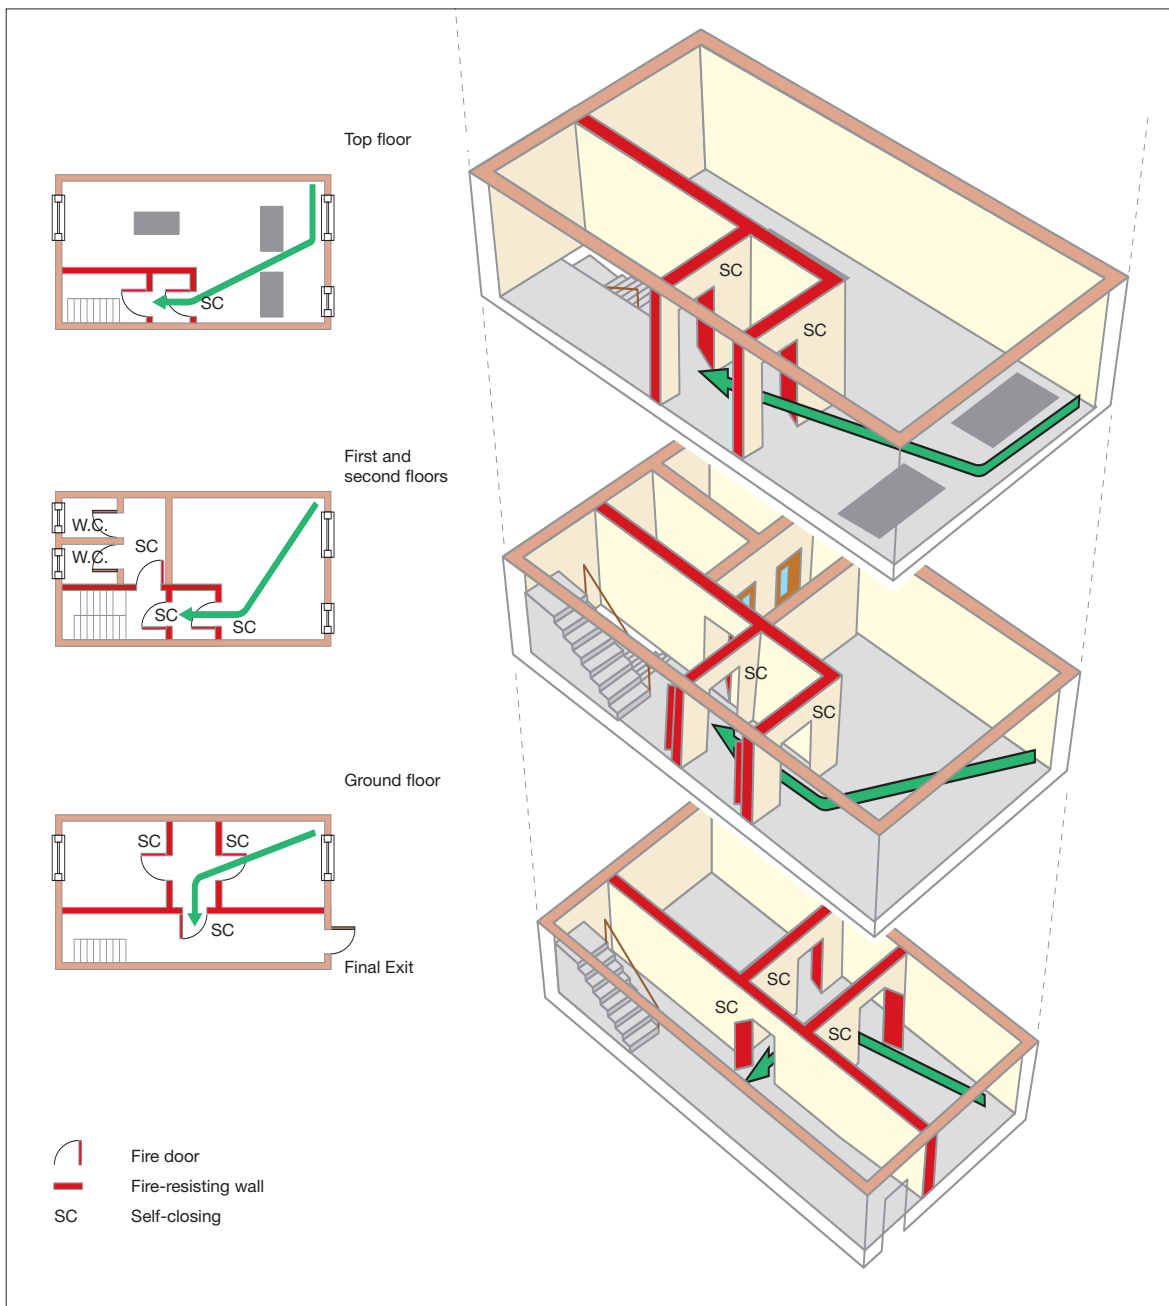 Top floor
SC
First and
second floors
W.C.
W.C.
SC
SC
SC
Ground floor
SC
SC
SC
Final Exit
Fire door
Fire-resisting wall
SC
Self-closing
SC
SC
SC
SC
SC
SC
SC